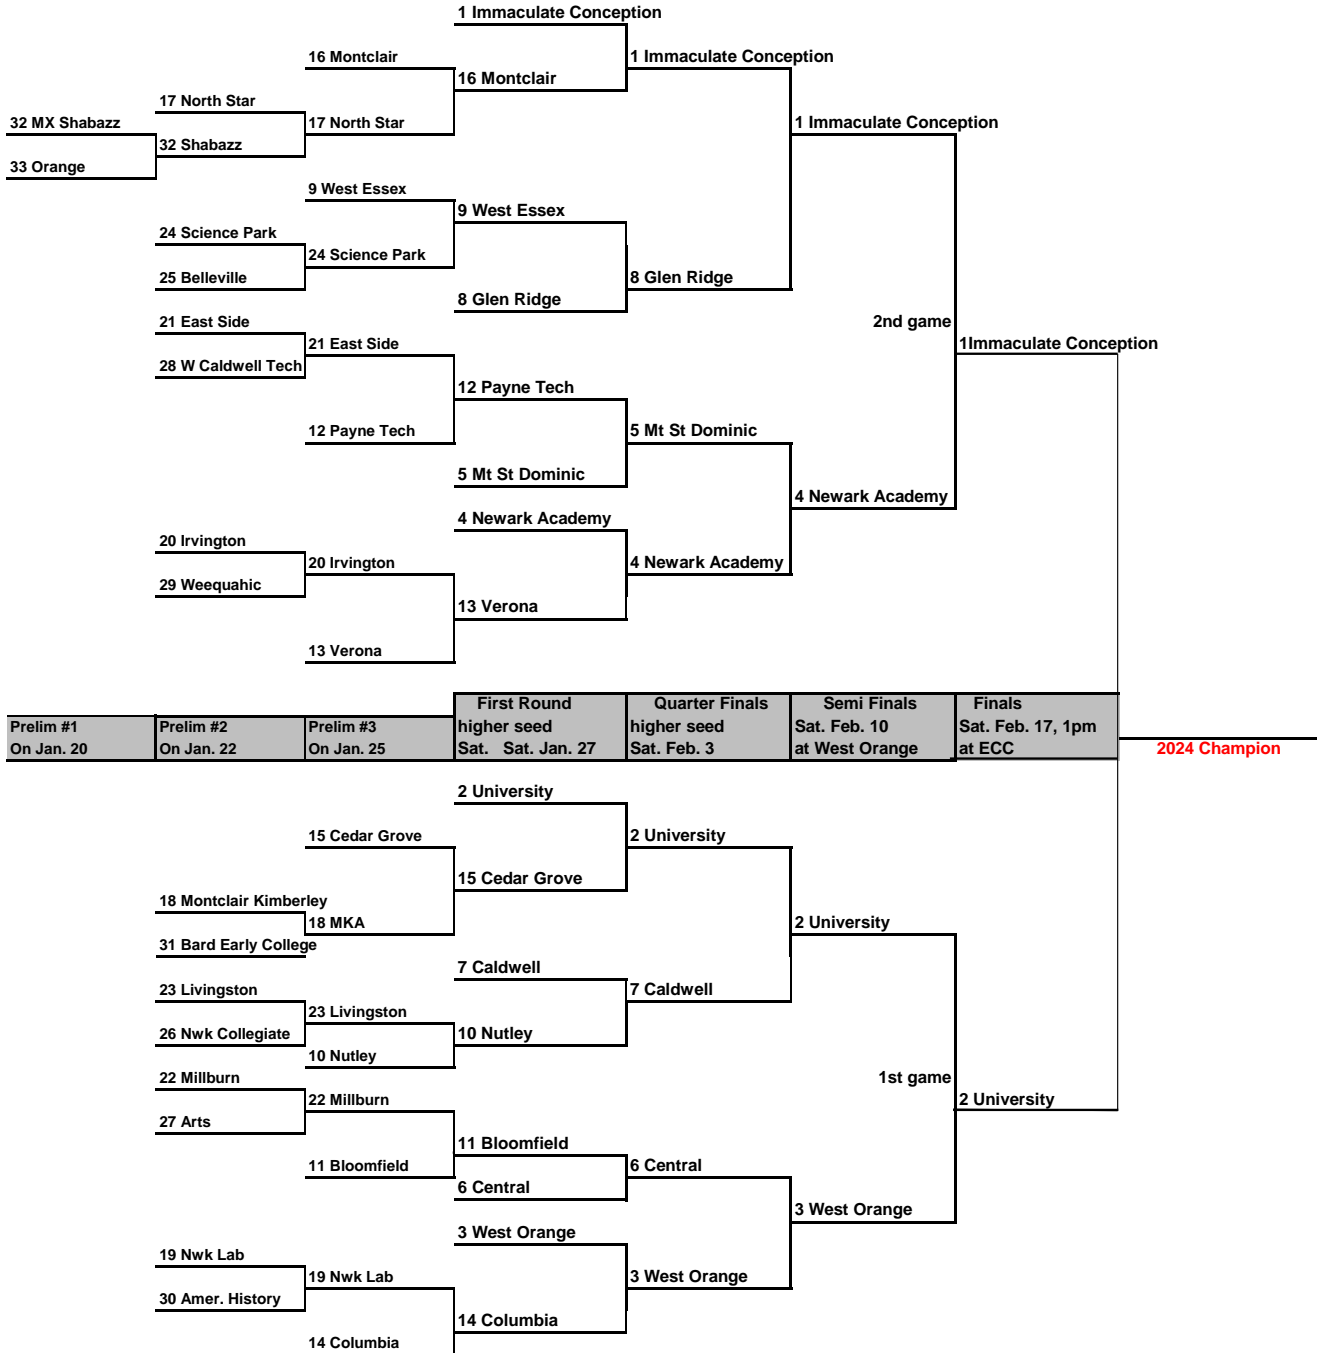 1 Immaculate Conception
16 Montclair
1 Immaculate Conception
16 Montclair
17 North Star
32 MX Shabazz
17 North Star
1 Immaculate Conception
32 Shabazz
33 Orange
9 West Essex
9 West Essex
24 Science Park
24 Science Park
25 Belleville
8 Glen Ridge
8 Glen Ridge
21 East Side
2nd game
21 East Side
1Immaculate Conception
28 W Caldwell Tech
12 Payne Tech
12 Payne Tech
5 Mt St Dominic
5 Mt St Dominic
4 Newark Academy
4 Newark Academy
20 Irvington
20 Irvington
4 Newark Academy
29 Weequahic
13 Verona
13 Verona
First Round
Quarter Finals
Semi Finals
Finals
Prelim #1
Prelim #2
Prelim #3
higher seed
higher seed
Sat. Feb. 10
Sat. Feb. 17, 1pm
On Jan. 20
On Jan. 22
On Jan. 25
Sat. Sat. Jan. 27
Sat. Feb. 3
at West Orange
at ECC
2024 Champion
2 University
15 Cedar Grove
2 University
15 Cedar Grove
18 Montclair Kimberley
18 MKA
2 University
31 Bard Early College
7 Caldwell
23 Livingston
7 Caldwell
23 Livingston
26 Nwk Collegiate
10 Nutley
10 Nutley
22 Millburn
1st game
22 Millburn
2 University
27 Arts
11 Bloomfield
11 Bloomfield
6 Central
6 Central
3 West Orange
3 West Orange
19 Nwk Lab
19 Nwk Lab
3 West Orange
30 Amer. History
14 Columbia
14 Columbia